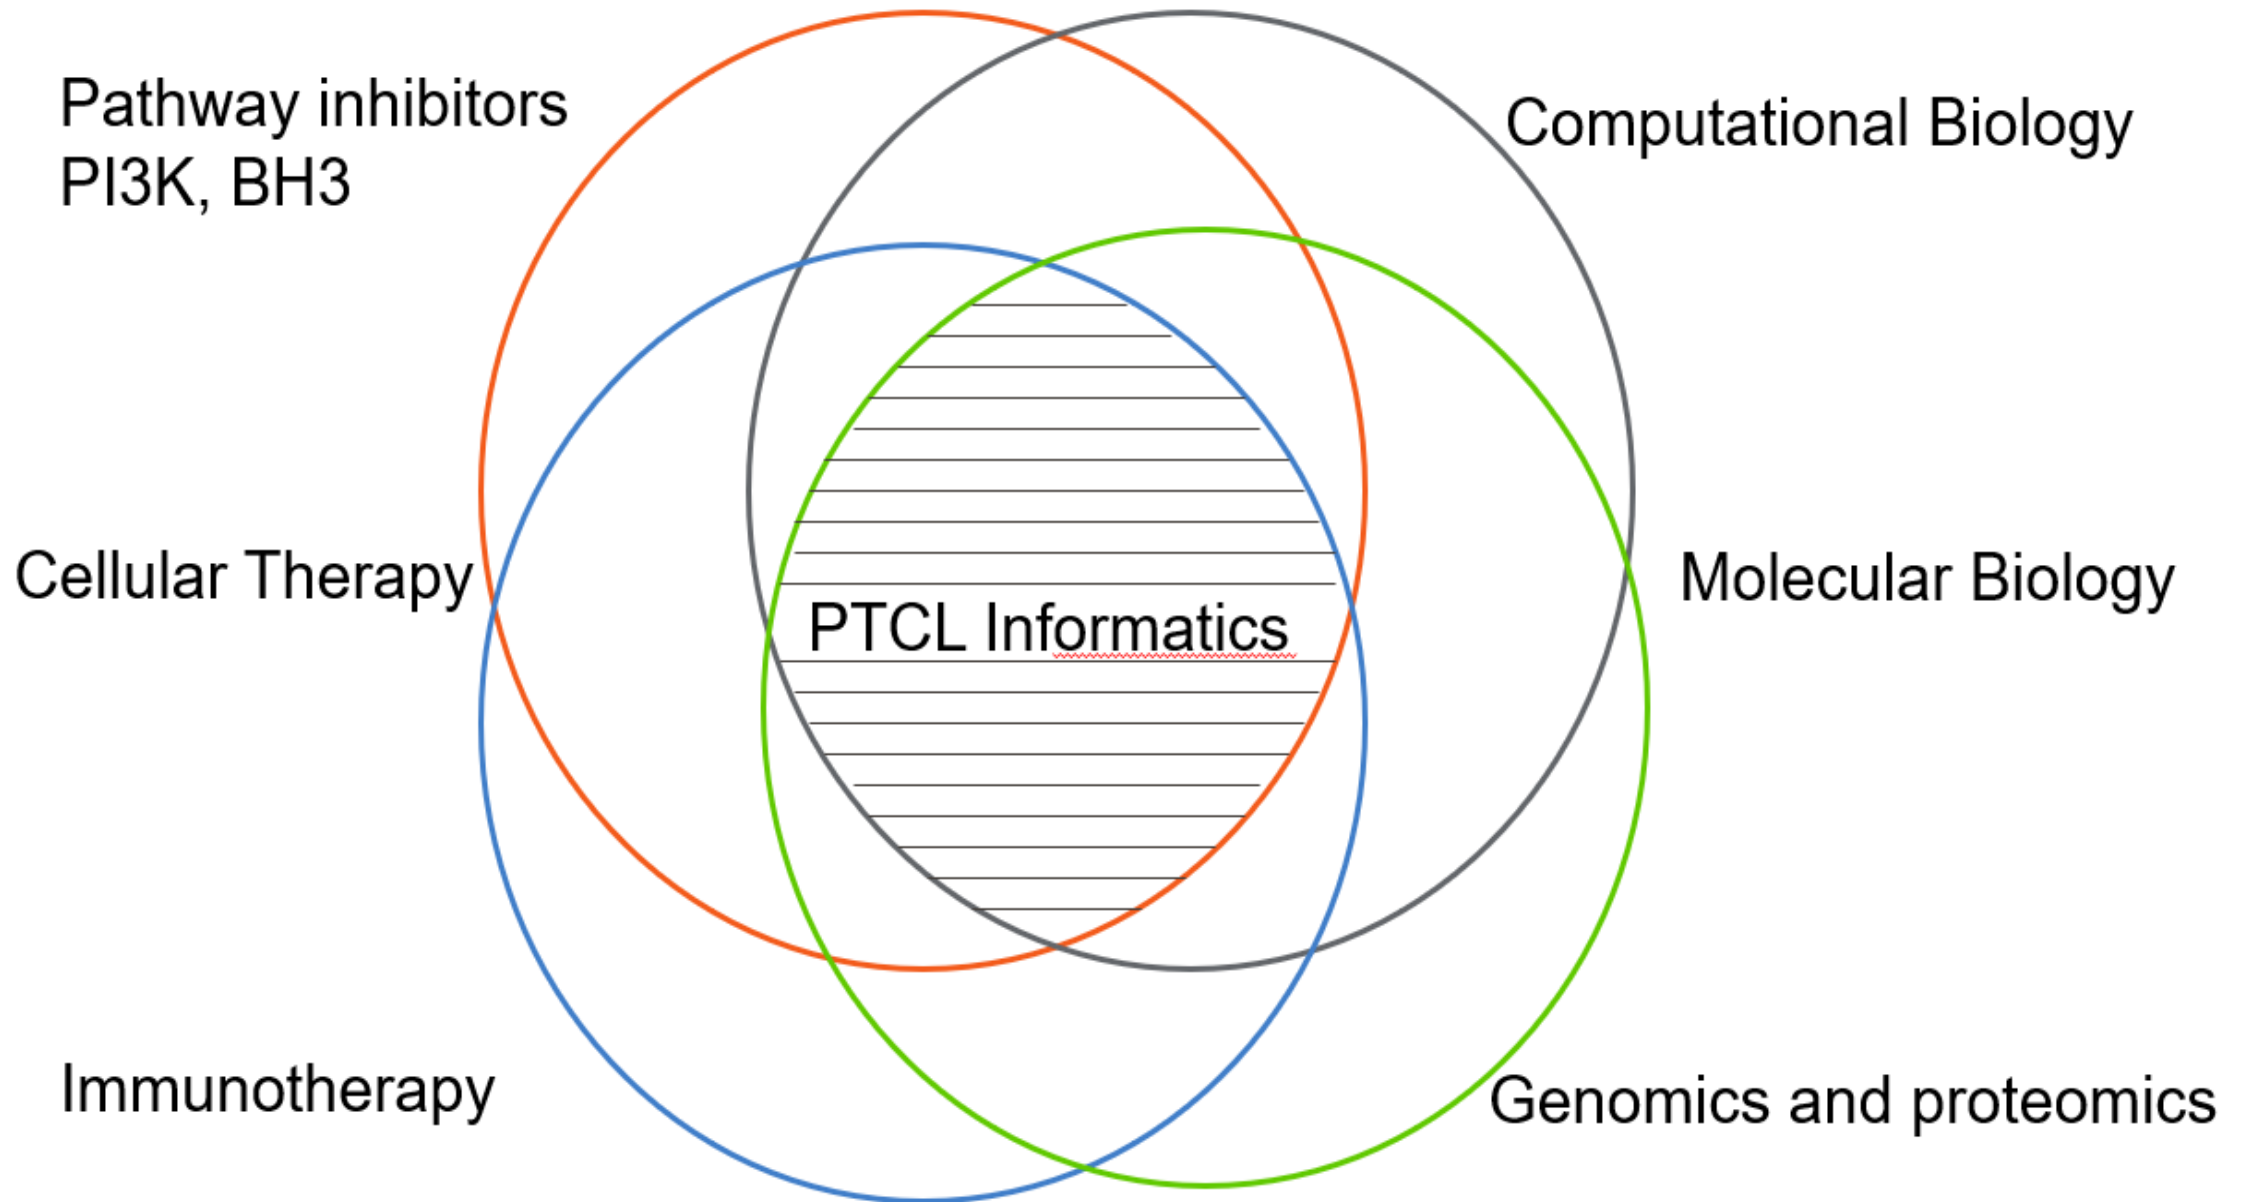 Pathway inhibitors
PI3K, BH3
Computational Biology
Cellular Therapy
PTCL Informatics
Molecular Biology
Immunotherapy
Genomics and proteomics